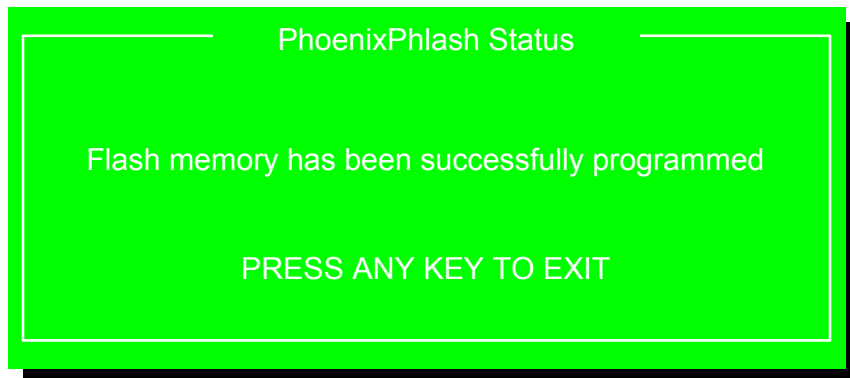 PhoenixPhlash Status
Flash memory has been successfully programmed
PRESS ANY KEY TO EXIT